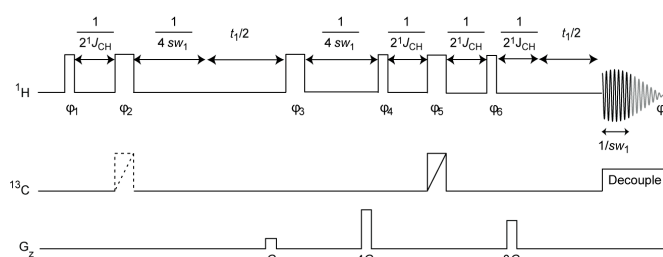 1 1 1 1 1 1
t₁/2 t₁/2
2¹J_CH 4 sw₁ 4 sw₁ 2¹J_CH 2¹J_CH 2¹J_CH
¹H
φ₁ φ₂ φ₃ φ₄ φ₅ φ₆ φ
1/sw₁
¹³C
Decouple
G_z